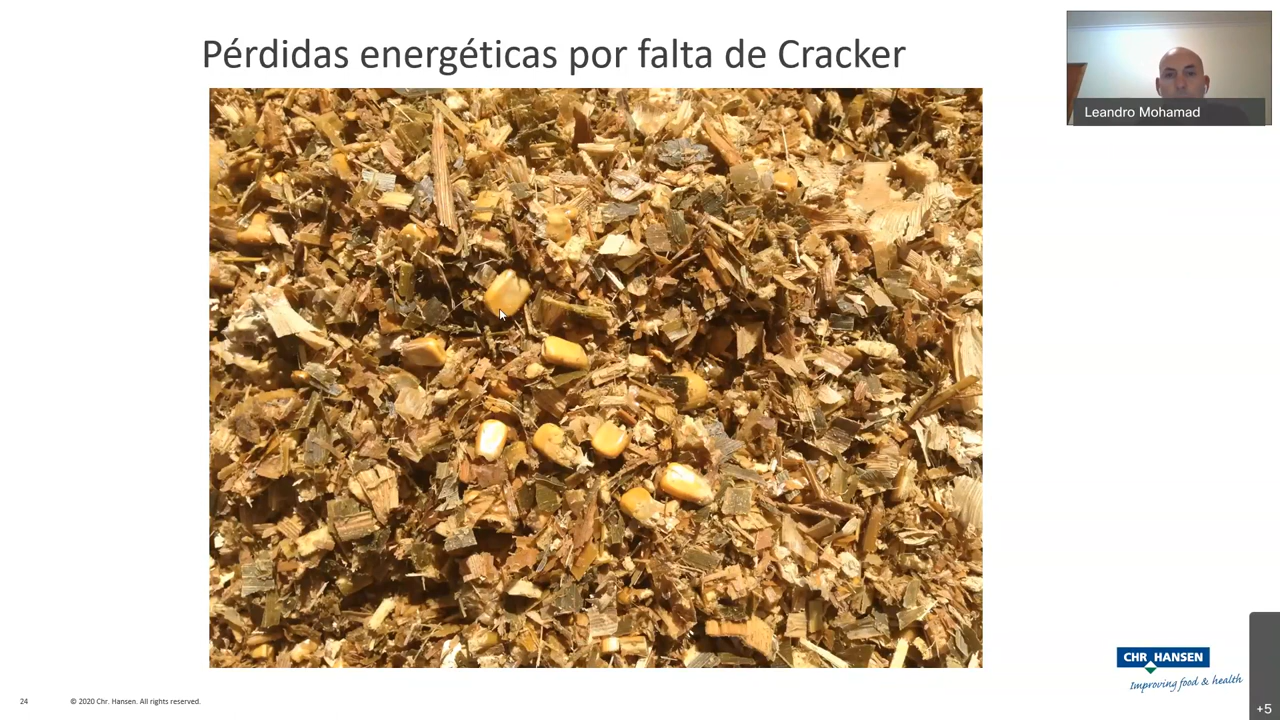 Pérdidas energéticas por falta de Cracker
Leandro Mohamad
CHR HANSEN
Improving food & health
24
© 2020 Chr. Hansen. All rights reserved.
+5